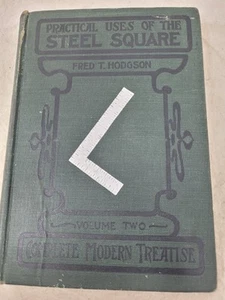 PRACTICAL USES OF THE
STEEL SQUARE
FRED T. HODGSON
VOLUME TWO
COMPLETE MODERN TREATISE